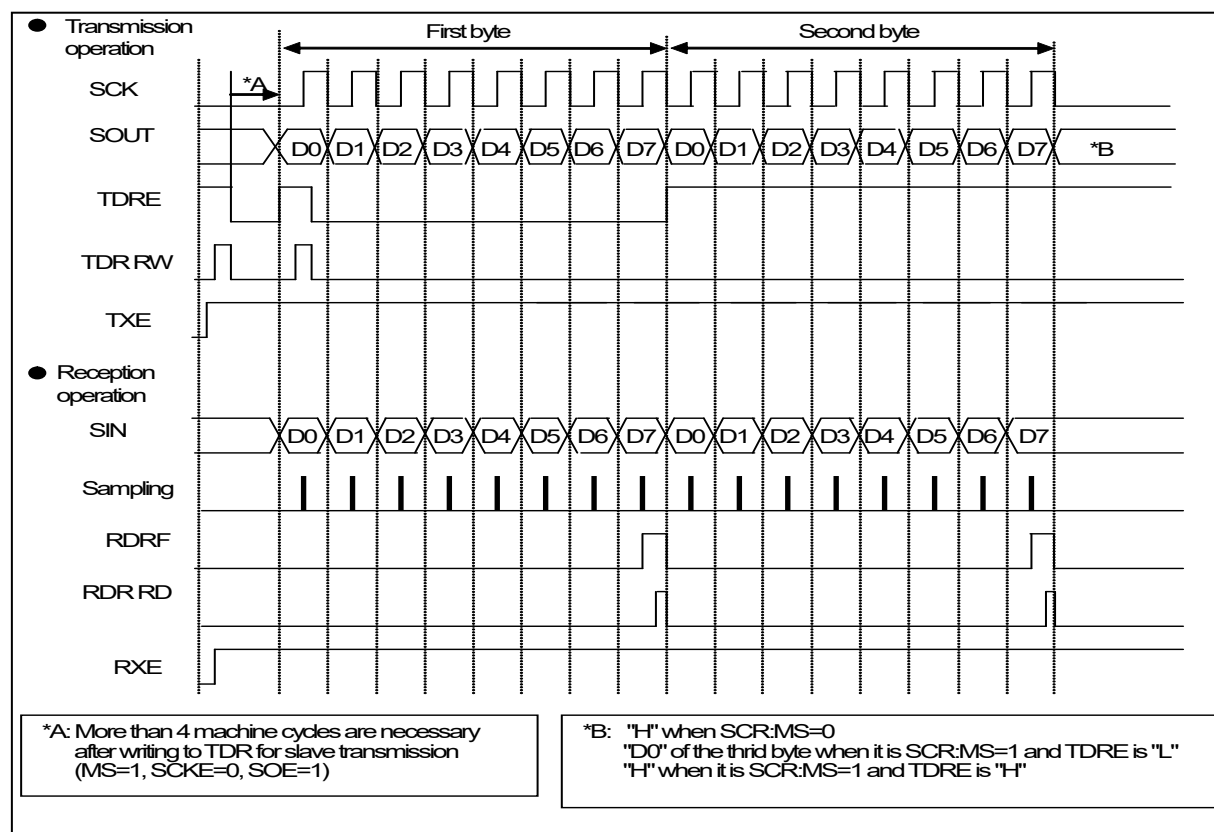 ● Transmission
operation
First byte
Second byte
*A
SCK
SOUT
D0 D1 D2 D3 D4 D5 D6 D7 D0 D1 D2 D3 D4 D5 D6 D7 *B
TDRE
TDR RW
TXE
● Reception
operation
SIN
D0 D1 D2 D3 D4 D5 D6 D7 D0 D1 D2 D3 D4 D5 D6 D7
Sampling
RDRF
RDR RD
RXE
*A: More than 4 machine cycles are necessary
after writing to TDR for slave transmission
(MS=1, SCKE=0, SOE=1)
*B: "H" when SCR:MS=0
"D0" of the thrid byte when it is SCR:MS=1 and TDRE is "L"
"H" when it is SCR:MS=1 and TDRE is "H"